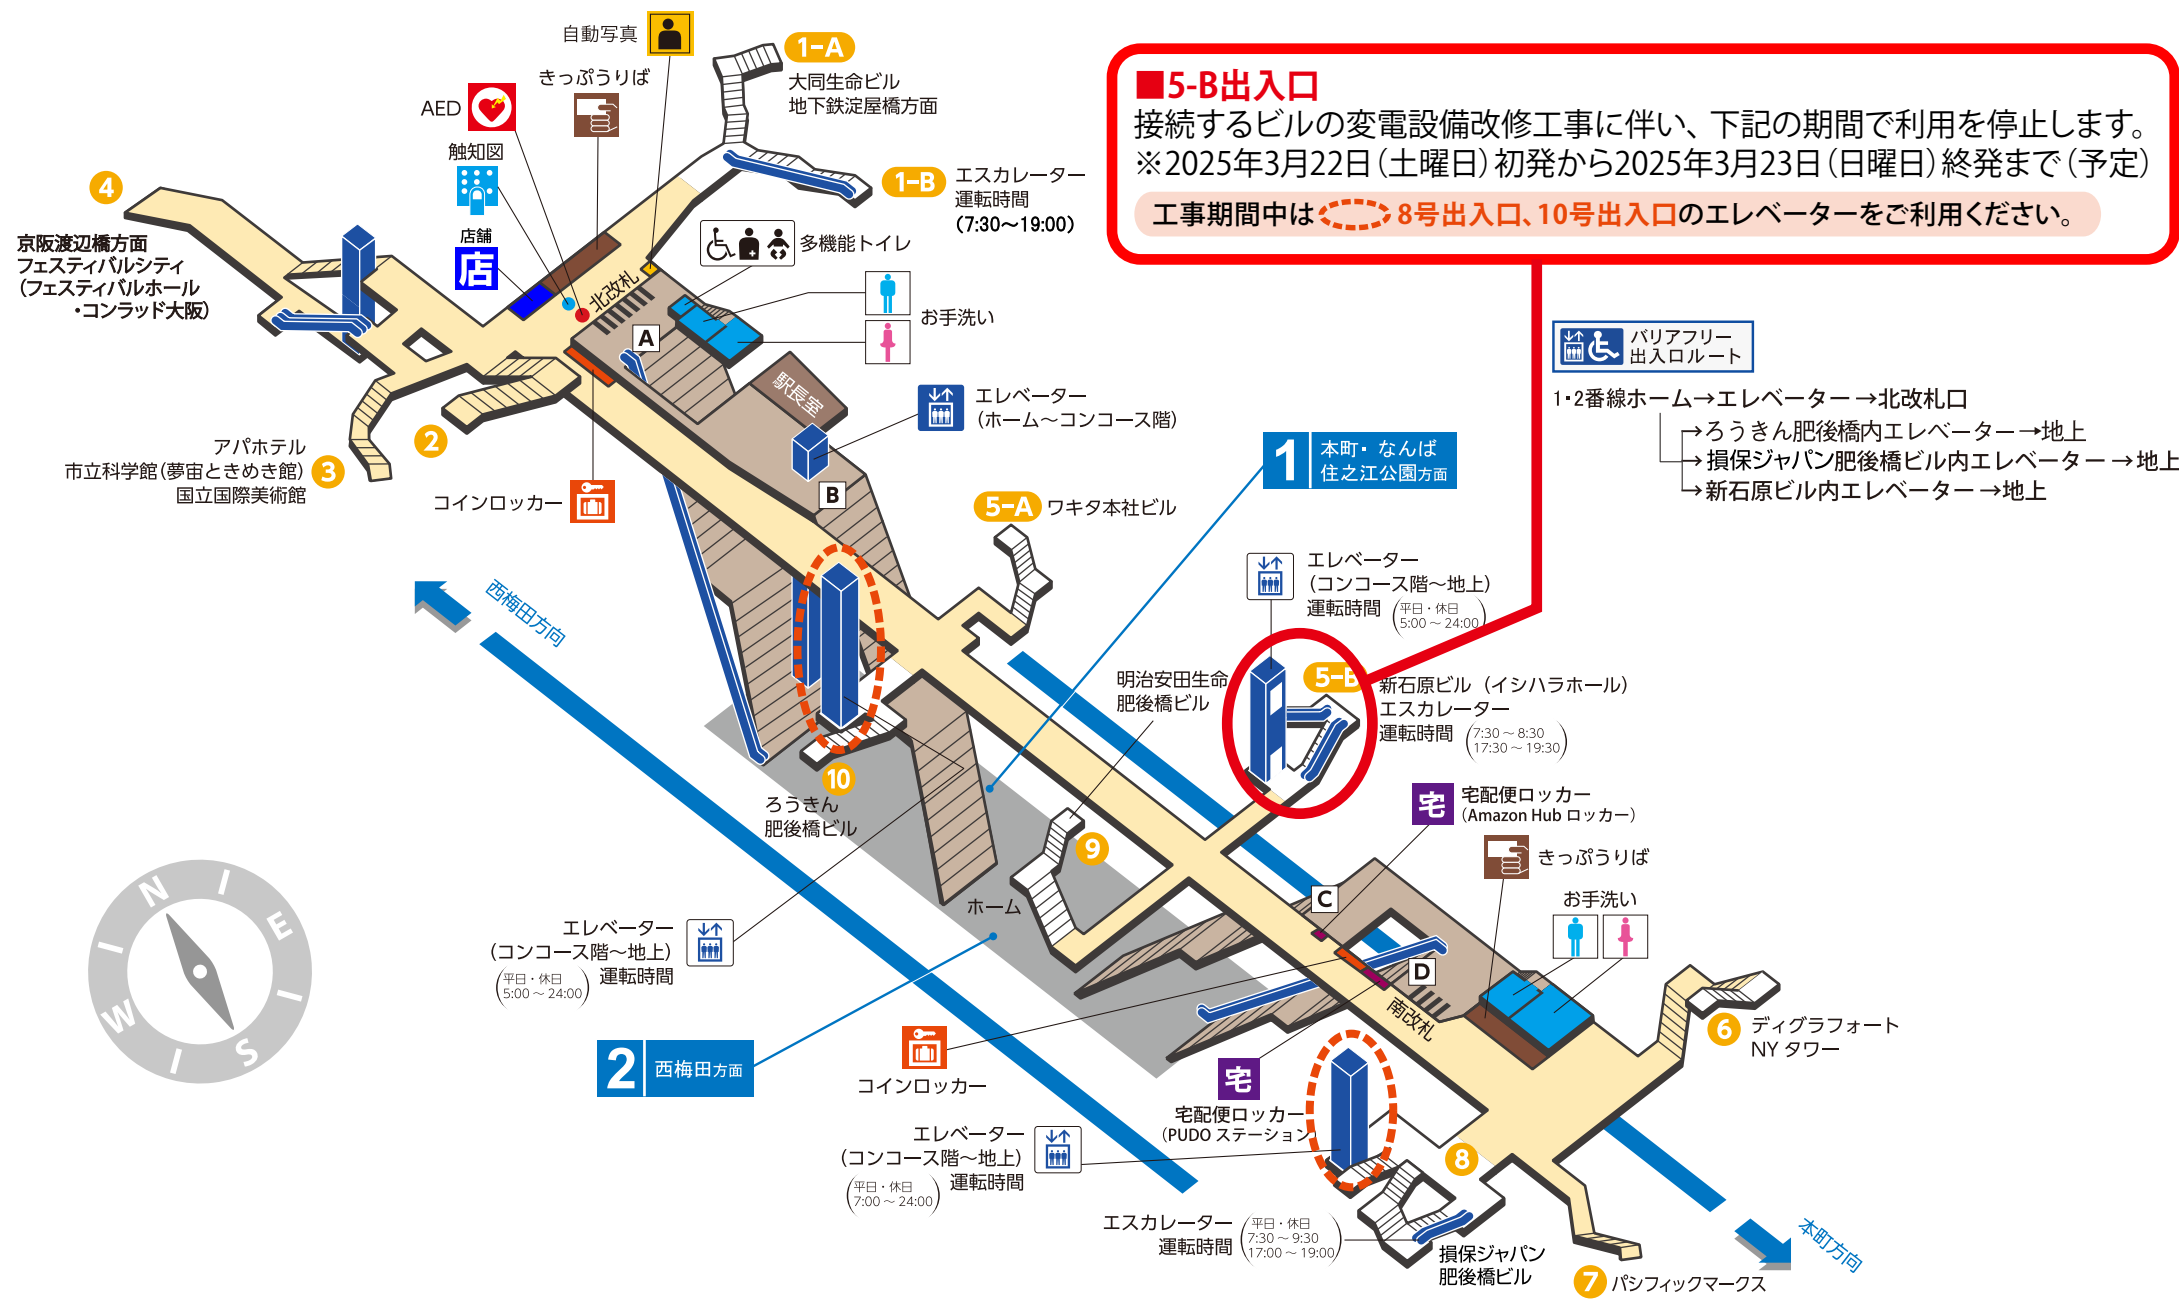 自動写真
きっぷうりば
AED
触知図
店舗
店
1-A
大同生命ビル
地下鉄淀屋橋方面
1-B
エスカレーター
運転時間
(7:30～19:00)
■5-B出入口
接続するビルの変電設備改修工事に伴い、下記の期間で利用を停止します。
※2025年3月22日（土曜日）初発から2025年3月23日（日曜日）終発まで（予定）
工事期間中は 8号出入口、10号出入口のエレベーターをご利用ください。
4
京阪渡辺橋方面
フェスティバルシティ
（フェスティバルホール
・コンラッド大阪）
北改札
多機能トイレ
お手洗い
A
駅長室
エレベーター
（ホーム～コンコース階）
B
2
アパホテル
市立科学館（夢宙ときめき館）
国立国際美術館
3
コインロッカー
バリアフリー
出入口ルート
1・2番線ホーム→エレベーター→北改札口
→ろうきん肥後橋内エレベーター→地上
→損保ジャパン肥後橋ビル内エレベーター→地上
→新石原ビル内エレベーター→地上
1
本町・なんば
住之江公園方面
5-A
ワキタ本社ビル
エレベーター
（コンコース階～地上）
運転時間
平日・休日
5:00～24:00
西梅田方向
明治安田生命
肥後橋ビル
5-B
新石原ビル（イシハラホール）
エスカレーター
運転時間
7:30～8:30
17:30～19:30
10
ろうきん
肥後橋ビル
9
宅
宅配便ロッカー
（Amazon Hub ロッカー）
きっぷうりば
お手洗い
C
ホーム
エレベーター
（コンコース階～地上）
運転時間
平日・休日
5:00～24:00
D
南改札
6
ディグラフォート
NY タワー
N
E
S
W
2
西梅田方面
コインロッカー
宅
宅配便ロッカー
（PUDO ステーション）
エレベーター
（コンコース階～地上）
運転時間
平日・休日
7:00～24:00
8
エスカレーター
運転時間
平日・休日
7:30～9:30
17:00～19:00
損保ジャパン
肥後橋ビル
7
パシフィックマークス
本町方向